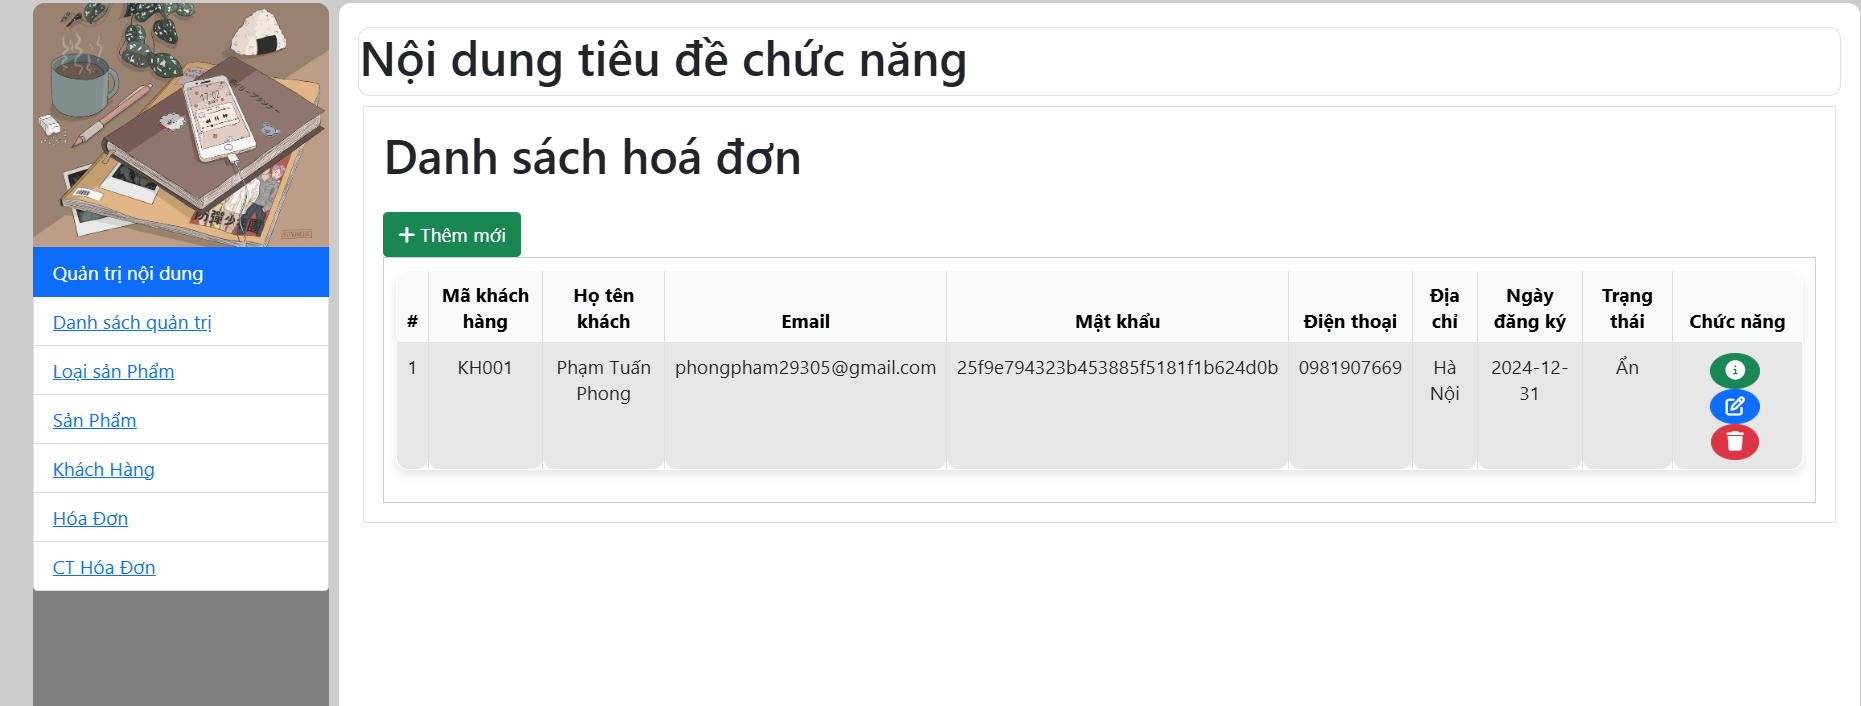 17:02
Quản trị nội dung
Danh sách quản trị
Loại sản Phẩm
Sản Phẩm
Khách Hàng
Hóa Đơn
CT Hóa Đơn
Nội dung tiêu đề chức năng
Danh sách hoá đơn
Thêm mới
# Mã khách hàng Họ tên khách Email Mật khẩu Điện thoại Địa chỉ Ngày đăng ký Trạng thái Chức năng
1 KH001 Phạm Tuấn Phong phongpham29305@gmail.com 25f9e794323b453885f5181f1b624d0b 0981907669 Hà Nội 2024-12-31 Ẩn